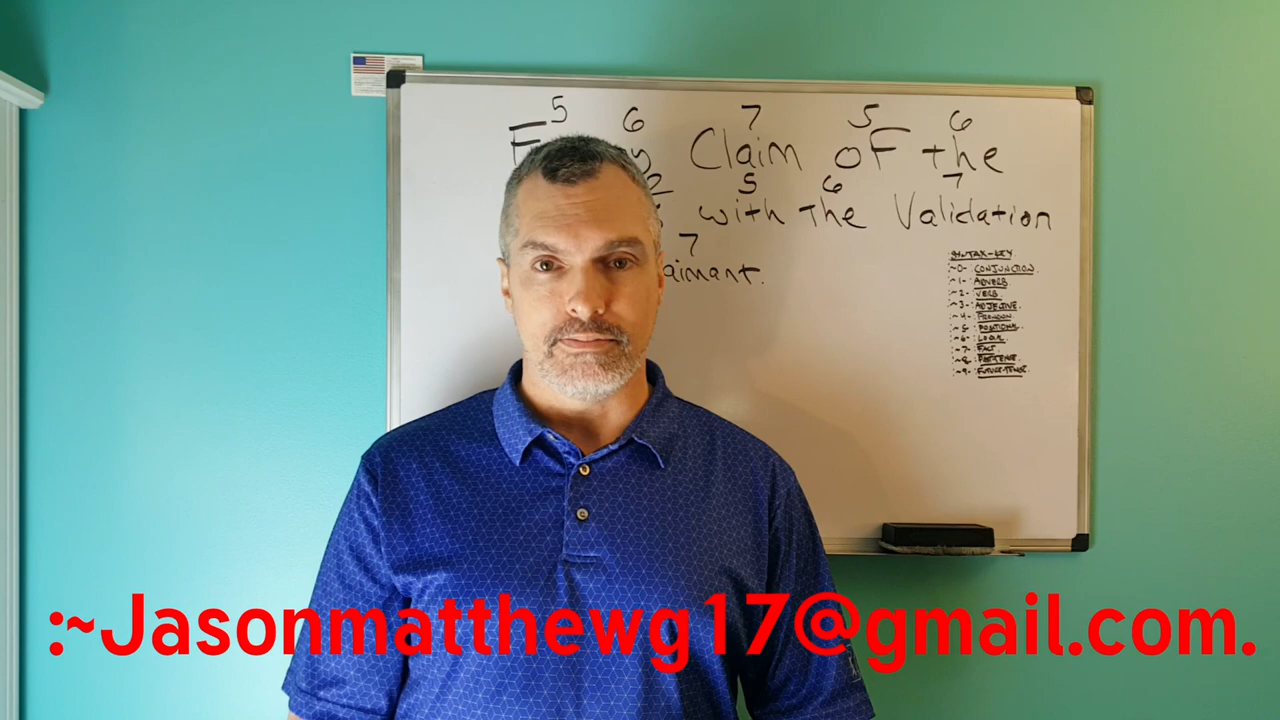 5 6 7 5 6
Claim of the
2 5 6 7
with the Validation
7
aimant.
SYNTAX-KEY
:~0- CONJUNCTION.
:~1- ADVERB.
:~2- VERB.
:~3- ADJECTIVE.
:~4- PRONOUN.
:~5- POSITIONAL.
:~6- LODIAL.
:~7- FACT.
:~8- PAST-TENSE.
:~9- FUTURE-TENSE.
:~Jasonmatthewg17@gmail.com.